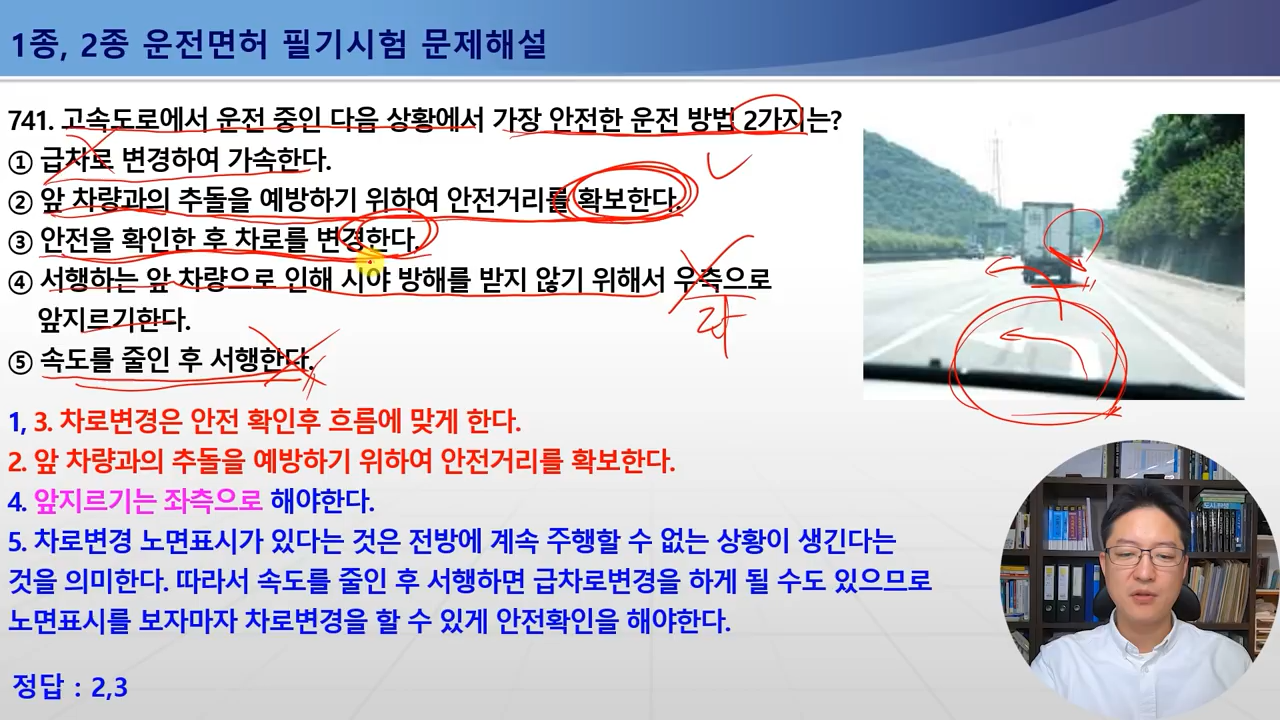 1종, 2종 운전면허 필기시험 문제해설
741. 고속도로에서 운전 중인 다음 상황에서 가장 안전한 운전 방법 2가지는?
① 급차로 변경하여 가속한다.
② 앞 차량과의 추돌을 예방하기 위하여 안전거리를 확보한다.
③ 안전을 확인한 후 차로를 변경한다.
④ 서행하는 앞 차량으로 인해 시야 방해를 받지 않기 위해서 우측으로
앞지르기한다.
좌
⑤ 속도를 줄인 후 서행한다.
1, 3. 차로변경은 안전 확인후 흐름에 맞게 한다.
2. 앞 차량과의 추돌을 예방하기 위하여 안전거리를 확보한다.
4. 앞지르기는 좌측으로 해야한다.
5. 차로변경 노면표시가 있다는 것은 전방에 계속 주행할 수 없는 상황이 생긴다는
것을 의미한다. 따라서 속도를 줄인 후 서행하면 급차로변경을 하게 될 수도 있으므로
노면표시를 보자마자 차로변경을 할 수 있게 안전확인을 해야한다.
정답 : 2,3